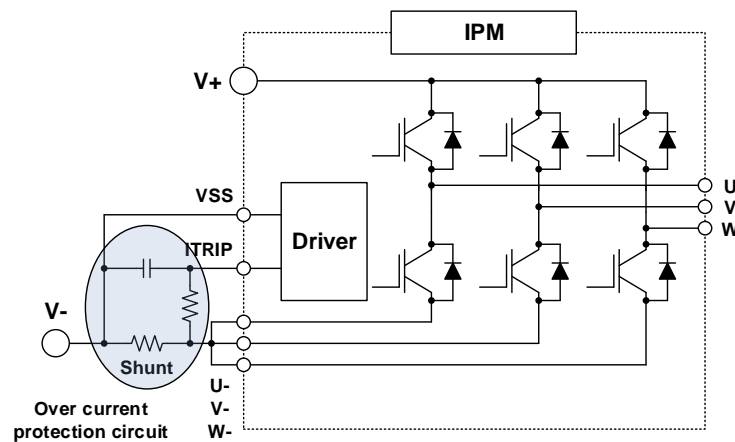 IPM
V+
VSS
Driver
ITRIP
U
V
W
V-
Shunt
U-
V-
W-
Over current
protection circuit